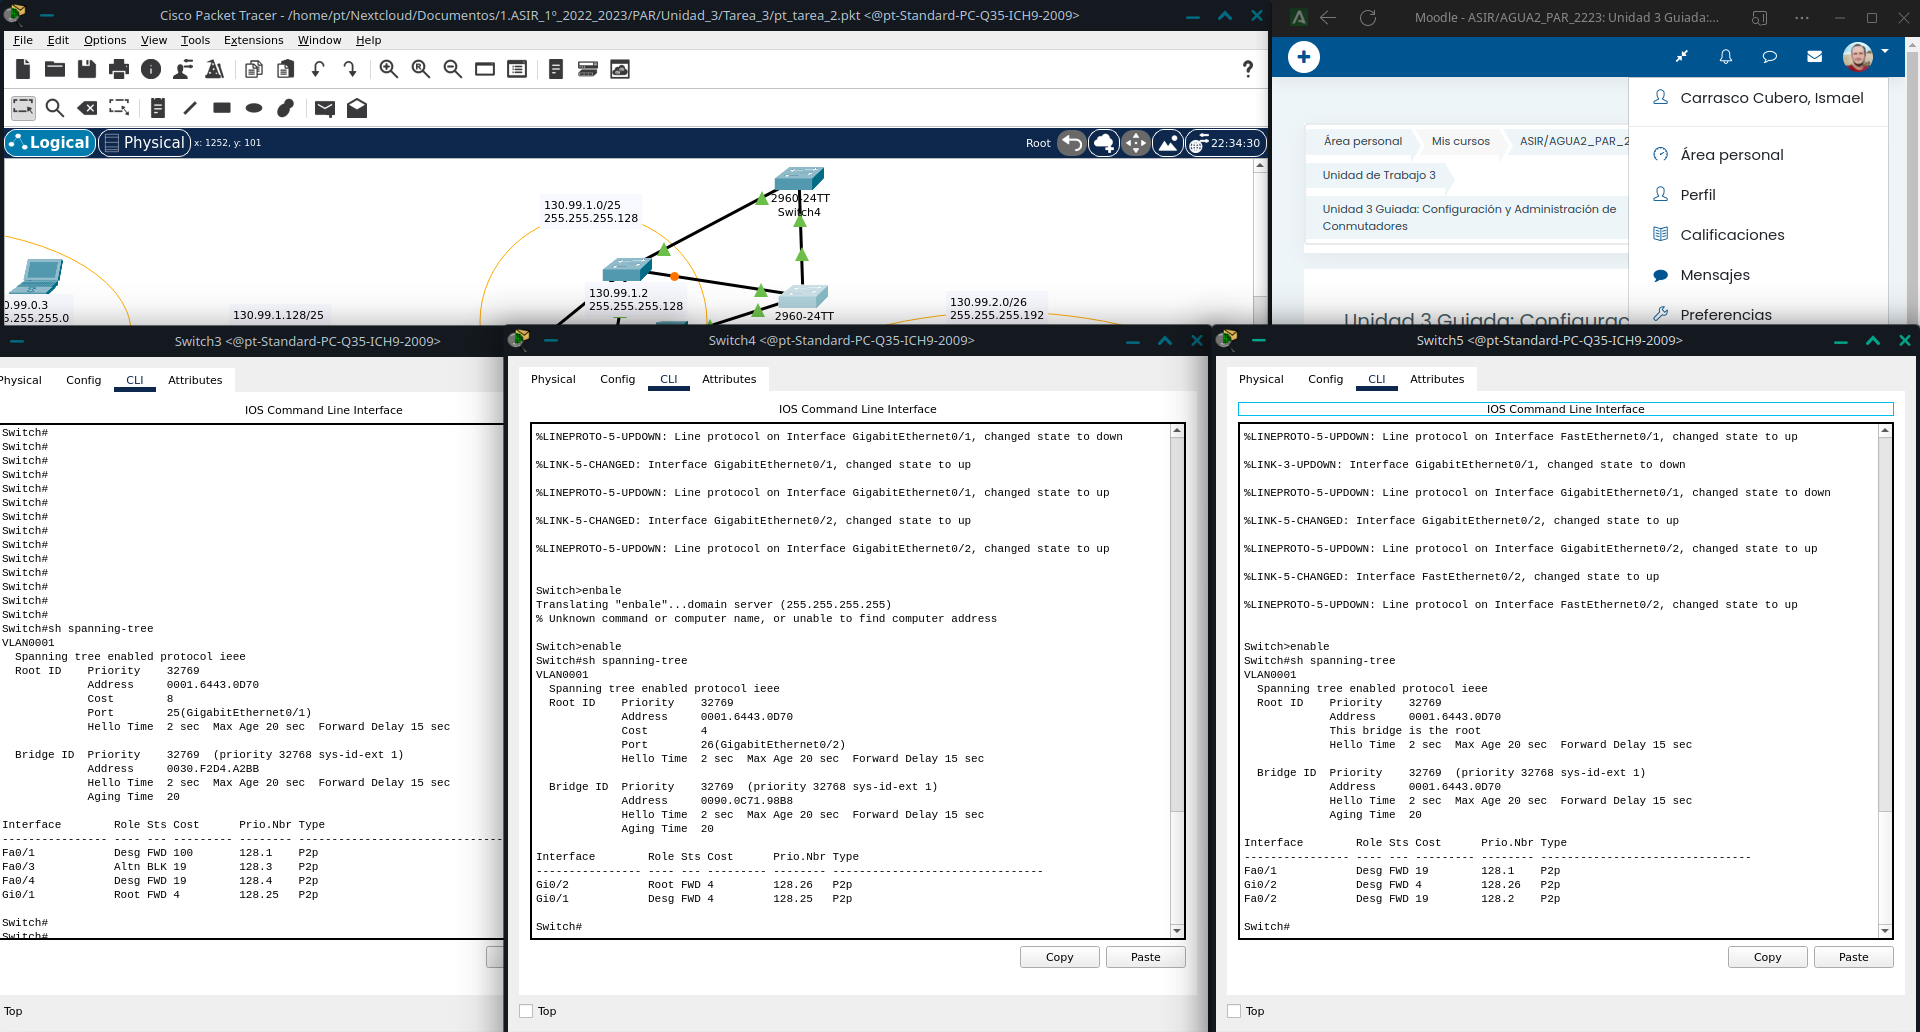 Cisco Packet Tracer - /home/pt/Nextcloud/Documentos/1.ASIR_1º_2022_2023/PAR/Unidad_3/Tarea_3/pt_tarea_2.pkt <@pt-Standard-PC-Q35-ICH9-2009>
File Edit Options View Tools Extensions Window Help
Logical Physical x: 1252, y: 101
Root 22:34:30
2960-24TT
Switch4
130.99.1.0/25
255.255.255.128
130.99.1.2
255.255.255.128
0.99.0.3
5.255.255.0
130.99.1.128/25
2960-24TT
130.99.2.0/26
255.255.255.192
Moodle - ASIR/AGUA2_PAR_2223: Unidad 3 Guiada:...
Carrasco Cubero, Ismael
Área personal Mis cursos ASIR/AGUA2_PAR_2
Unidad de Trabajo 3
Unidad 3 Guiada: Configuración y Administración de
Conmutadores
Unidad 3 Guiada: Configurac
Área personal
Perfil
Calificaciones
Mensajes
Preferencias
Switch3 <@pt-Standard-PC-Q35-ICH9-2009>
Physical Config CLI Attributes
IOS Command Line Interface
Switch#
Switch#
Switch#
Switch#
Switch#
Switch#
Switch#
Switch#
Switch#
Switch#
Switch#
Switch#
Switch#
Switch#
Switch#sh spanning-tree
VLAN0001
Spanning tree enabled protocol ieee
Root ID Priority 32769
Address 0001.6443.0D70
Cost 8
Port 25(GigabitEthernet0/1)
Hello Time 2 sec Max Age 20 sec Forward Delay 15 sec
Bridge ID Priority 32769 (priority 32768 sys-id-ext 1)
Address 0030.F2D4.A2BB
Hello Time 2 sec Max Age 20 sec Forward Delay 15 sec
Aging Time 20
Interface Role Sts Cost Prio.Nbr Type
---------------- ---- --- --------- -------- -------------------------------
Fa0/1 Desg FWD 100 128.1 P2p
Fa0/3 Altn BLK 19 128.3 P2p
Fa0/4 Desg FWD 19 128.4 P2p
Gi0/1 Root FWD 4 128.25 P2p
Switch#
Switch#
Top
Switch4 <@pt-Standard-PC-Q35-ICH9-2009>
Physical Config CLI Attributes
IOS Command Line Interface
%LINEPROTO-5-UPDOWN: Line protocol on Interface GigabitEthernet0/1, changed state to down
%LINK-5-CHANGED: Interface GigabitEthernet0/1, changed state to up
%LINEPROTO-5-UPDOWN: Line protocol on Interface GigabitEthernet0/1, changed state to up
%LINK-5-CHANGED: Interface GigabitEthernet0/2, changed state to up
%LINEPROTO-5-UPDOWN: Line protocol on Interface GigabitEthernet0/2, changed state to up
Switch>enbale
Translating "enbale"...domain server (255.255.255.255)
% Unknown command or computer name, or unable to find computer address
Switch>enable
Switch#sh spanning-tree
VLAN0001
Spanning tree enabled protocol ieee
Root ID Priority 32769
Address 0001.6443.0D70
Cost 4
Port 26(GigabitEthernet0/2)
Hello Time 2 sec Max Age 20 sec Forward Delay 15 sec
Bridge ID Priority 32769 (priority 32768 sys-id-ext 1)
Address 0090.0C71.98B8
Hello Time 2 sec Max Age 20 sec Forward Delay 15 sec
Aging Time 20
Interface Role Sts Cost Prio.Nbr Type
---------------- ---- --- --------- -------- --------------------------------
Gi0/2 Root FWD 4 128.26 P2p
Gi0/1 Desg FWD 4 128.25 P2p
Switch#
Copy Paste
Top
Switch5 <@pt-Standard-PC-Q35-ICH9-2009>
Physical Config CLI Attributes
IOS Command Line Interface
%LINEPROTO-5-UPDOWN: Line protocol on Interface FastEthernet0/1, changed state to up
%LINK-3-UPDOWN: Interface GigabitEthernet0/1, changed state to down
%LINEPROTO-5-UPDOWN: Line protocol on Interface GigabitEthernet0/1, changed state to down
%LINK-5-CHANGED: Interface GigabitEthernet0/2, changed state to up
%LINEPROTO-5-UPDOWN: Line protocol on Interface GigabitEthernet0/2, changed state to up
%LINK-5-CHANGED: Interface FastEthernet0/2, changed state to up
%LINEPROTO-5-UPDOWN: Line protocol on Interface FastEthernet0/2, changed state to up
Switch>enable
Switch#sh spanning-tree
VLAN0001
Spanning tree enabled protocol ieee
Root ID Priority 32769
Address 0001.6443.0D70
This bridge is the root
Hello Time 2 sec Max Age 20 sec Forward Delay 15 sec
Bridge ID Priority 32769 (priority 32768 sys-id-ext 1)
Address 0001.6443.0D70
Hello Time 2 sec Max Age 20 sec Forward Delay 15 sec
Aging Time 20
Interface Role Sts Cost Prio.Nbr Type
---------------- ---- --- --------- -------- --------------------------------
Fa0/1 Desg FWD 19 128.1 P2p
Gi0/2 Desg FWD 4 128.26 P2p
Fa0/2 Desg FWD 19 128.2 P2p
Switch#
Copy Paste
Top